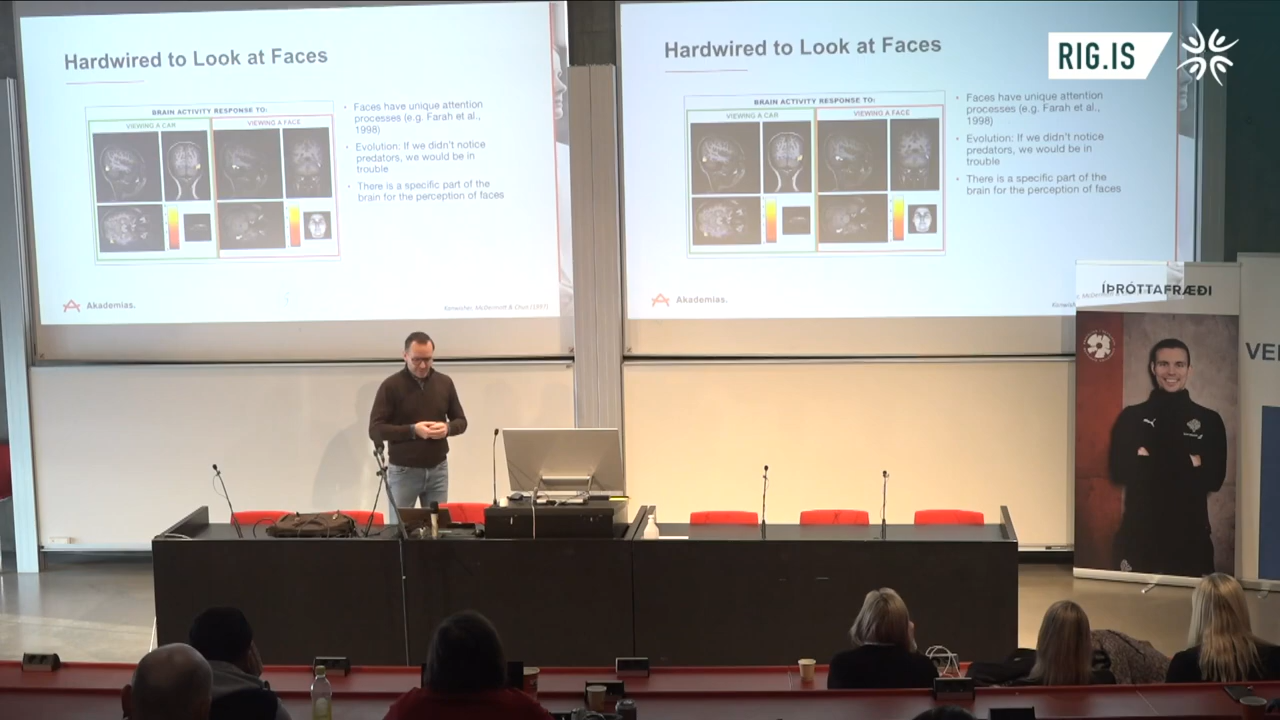 Hardwired to Look at Faces
BRAIN ACTIVITY RESPONSE TO:
VIEWING A CAR
VIEWING A FACE
Faces have unique attention
processes (e.g. Farah et al.,
1998)
Evolution: If we didn't notice
predators, we would be in
trouble
There is a specific part of the
brain for the perception of faces
Akademias.
Kanwisher, McDermott & Chun (1997)
Hardwired to Look at Faces
BRAIN ACTIVITY RESPONSE TO:
VIEWING A CAR
VIEWING A FACE
Faces have unique attention
processes (e.g. Farah et al.,
1998)
Evolution: If we didn't notice
predators, we would be in
trouble
There is a specific part of the
brain for the perception of faces
Akademias.
RIG.IS
ÍÞRÓTTAFRÆÐI